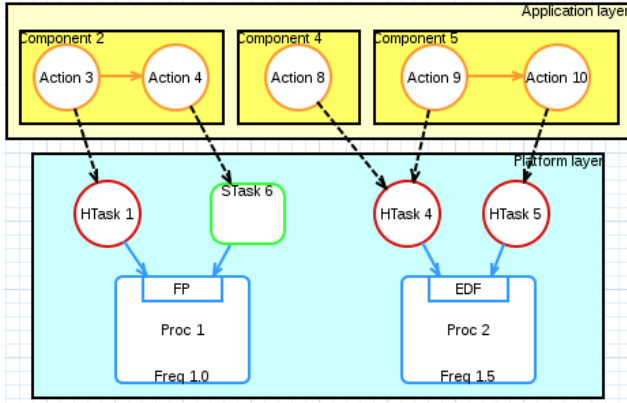 Application layer
Component 2
Component 4
Component 5
Action 3
Action 4
Action 8
Action 9
Action 10
Platform layer
HTask 1
STask 6
HTask 4
HTask 5
FP
EDF
Proc 1
Proc 2
Freq 1.0
Freq 1.5